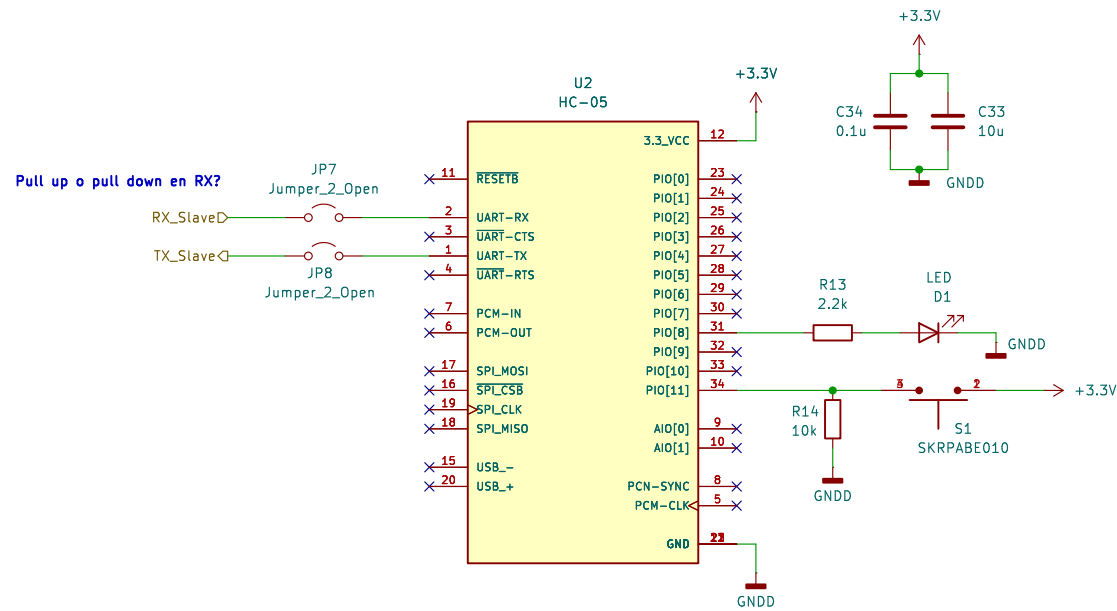 +3.3V
C34
0.1u
C33
10u
GNDD
U2
HC-05
+3.3V
Pull up o pull down en RX?
JP7
Jumper_2_Open
RX_Slave
TX_Slave
JP8
Jumper_2_Open
11 RESETB
2 UART-RX
3 UART-CTS
1 UART-TX
4 UART-RTS
7 PCM-IN
6 PCM-OUT
17 SPI_MOSI
16 SPI_CSB
19 SPI_CLK
18 SPI_MISO
15 USB_-
20 USB_+
3.3_VCC 12
PIO[0] 23
PIO[1] 24
PIO[2] 25
PIO[3] 26
PIO[4] 27
PIO[5] 28
PIO[6] 29
PIO[7] 30
PIO[8] 31
PIO[9] 32
PIO[10] 33
PIO[11] 34
AIO[0] 9
AIO[1] 10
PCN-SYNC 8
PCM-CLK 5
GND
GNDD
R13
2.2k
LED
D1
GNDD
R14
10k
GNDD
S1
SKRPABE010
+3.3V